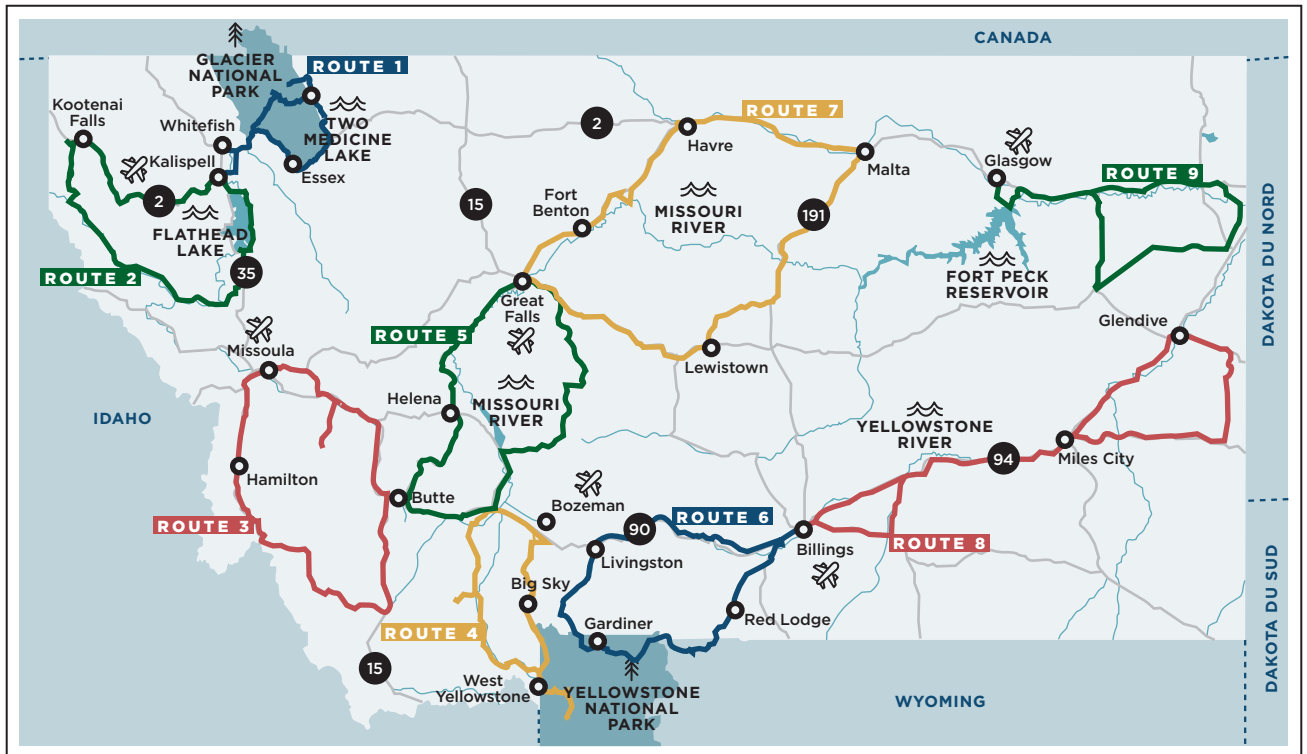 CANADA
GLACIER
NATIONAL
PARK
ROUTE 1
Kootenai
Falls
Whitefish
TWO
MEDICINE
LAKE
2
ROUTE 7
Havre
Malta
Glasgow
ROUTE 9
Kalispell
Essex
2
FLATHEAD
LAKE
15
Fort
Benton
MISSOURI
RIVER
191
DAKOTA DU NORD
ROUTE 2
35
FORT PECK
RESERVOIR
Great
Falls
Glendive
ROUTE 5
Missoula
Lewistown
IDAHO
Helena
MISSOURI
RIVER
YELLOWSTONE
RIVER
94
Miles City
Hamilton
Butte
Bozeman
ROUTE 3
90
ROUTE 6
Billings
ROUTE 8
Livingston
Big Sky
Gardiner
Red Lodge
ROUTE 4
15
West
Yellowstone
YELLOWSTONE
NATIONAL
PARK
WYOMING
DAKOTA DU SUD